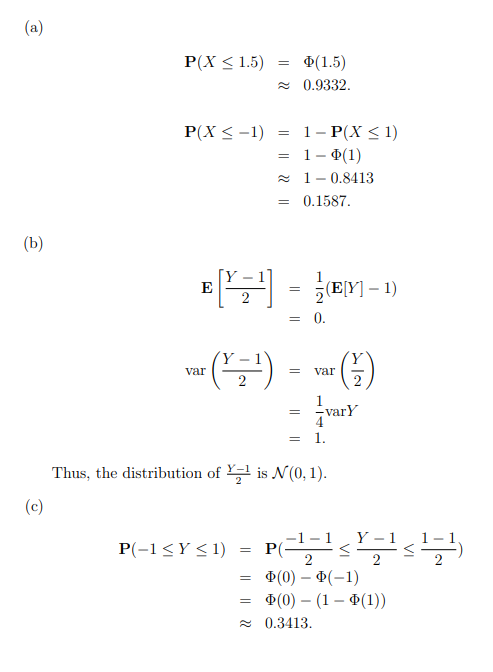 (a)
P(X ≤ 1.5) = Φ(1.5)
≈ 0.9332.
P(X ≤ −1) = 1 − P(X ≤ 1)
= 1 − Φ(1)
≈ 1 − 0.8413
= 0.1587.
(b)
E[(Y − 1)/2] = 1/2(E[Y] − 1)
= 0.
var((Y − 1)/2) = var(Y/2)
= 1/4 varY
= 1.
Thus, the distribution of (Y−1)/2 is N(0, 1).
(c)
P(−1 ≤ Y ≤ 1) = P((−1 − 1)/2 ≤ (Y − 1)/2 ≤ (1 − 1)/2)
= Φ(0) − Φ(−1)
= Φ(0) − (1 − Φ(1))
≈ 0.3413.